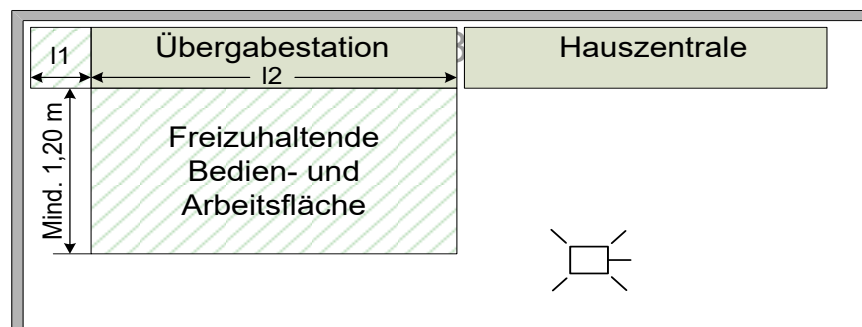 l1
Übergabestation
Hauszentrale
l2
Mind. 1,20 m
Freizuhaltende
Bedien- und
Arbeitsfläche